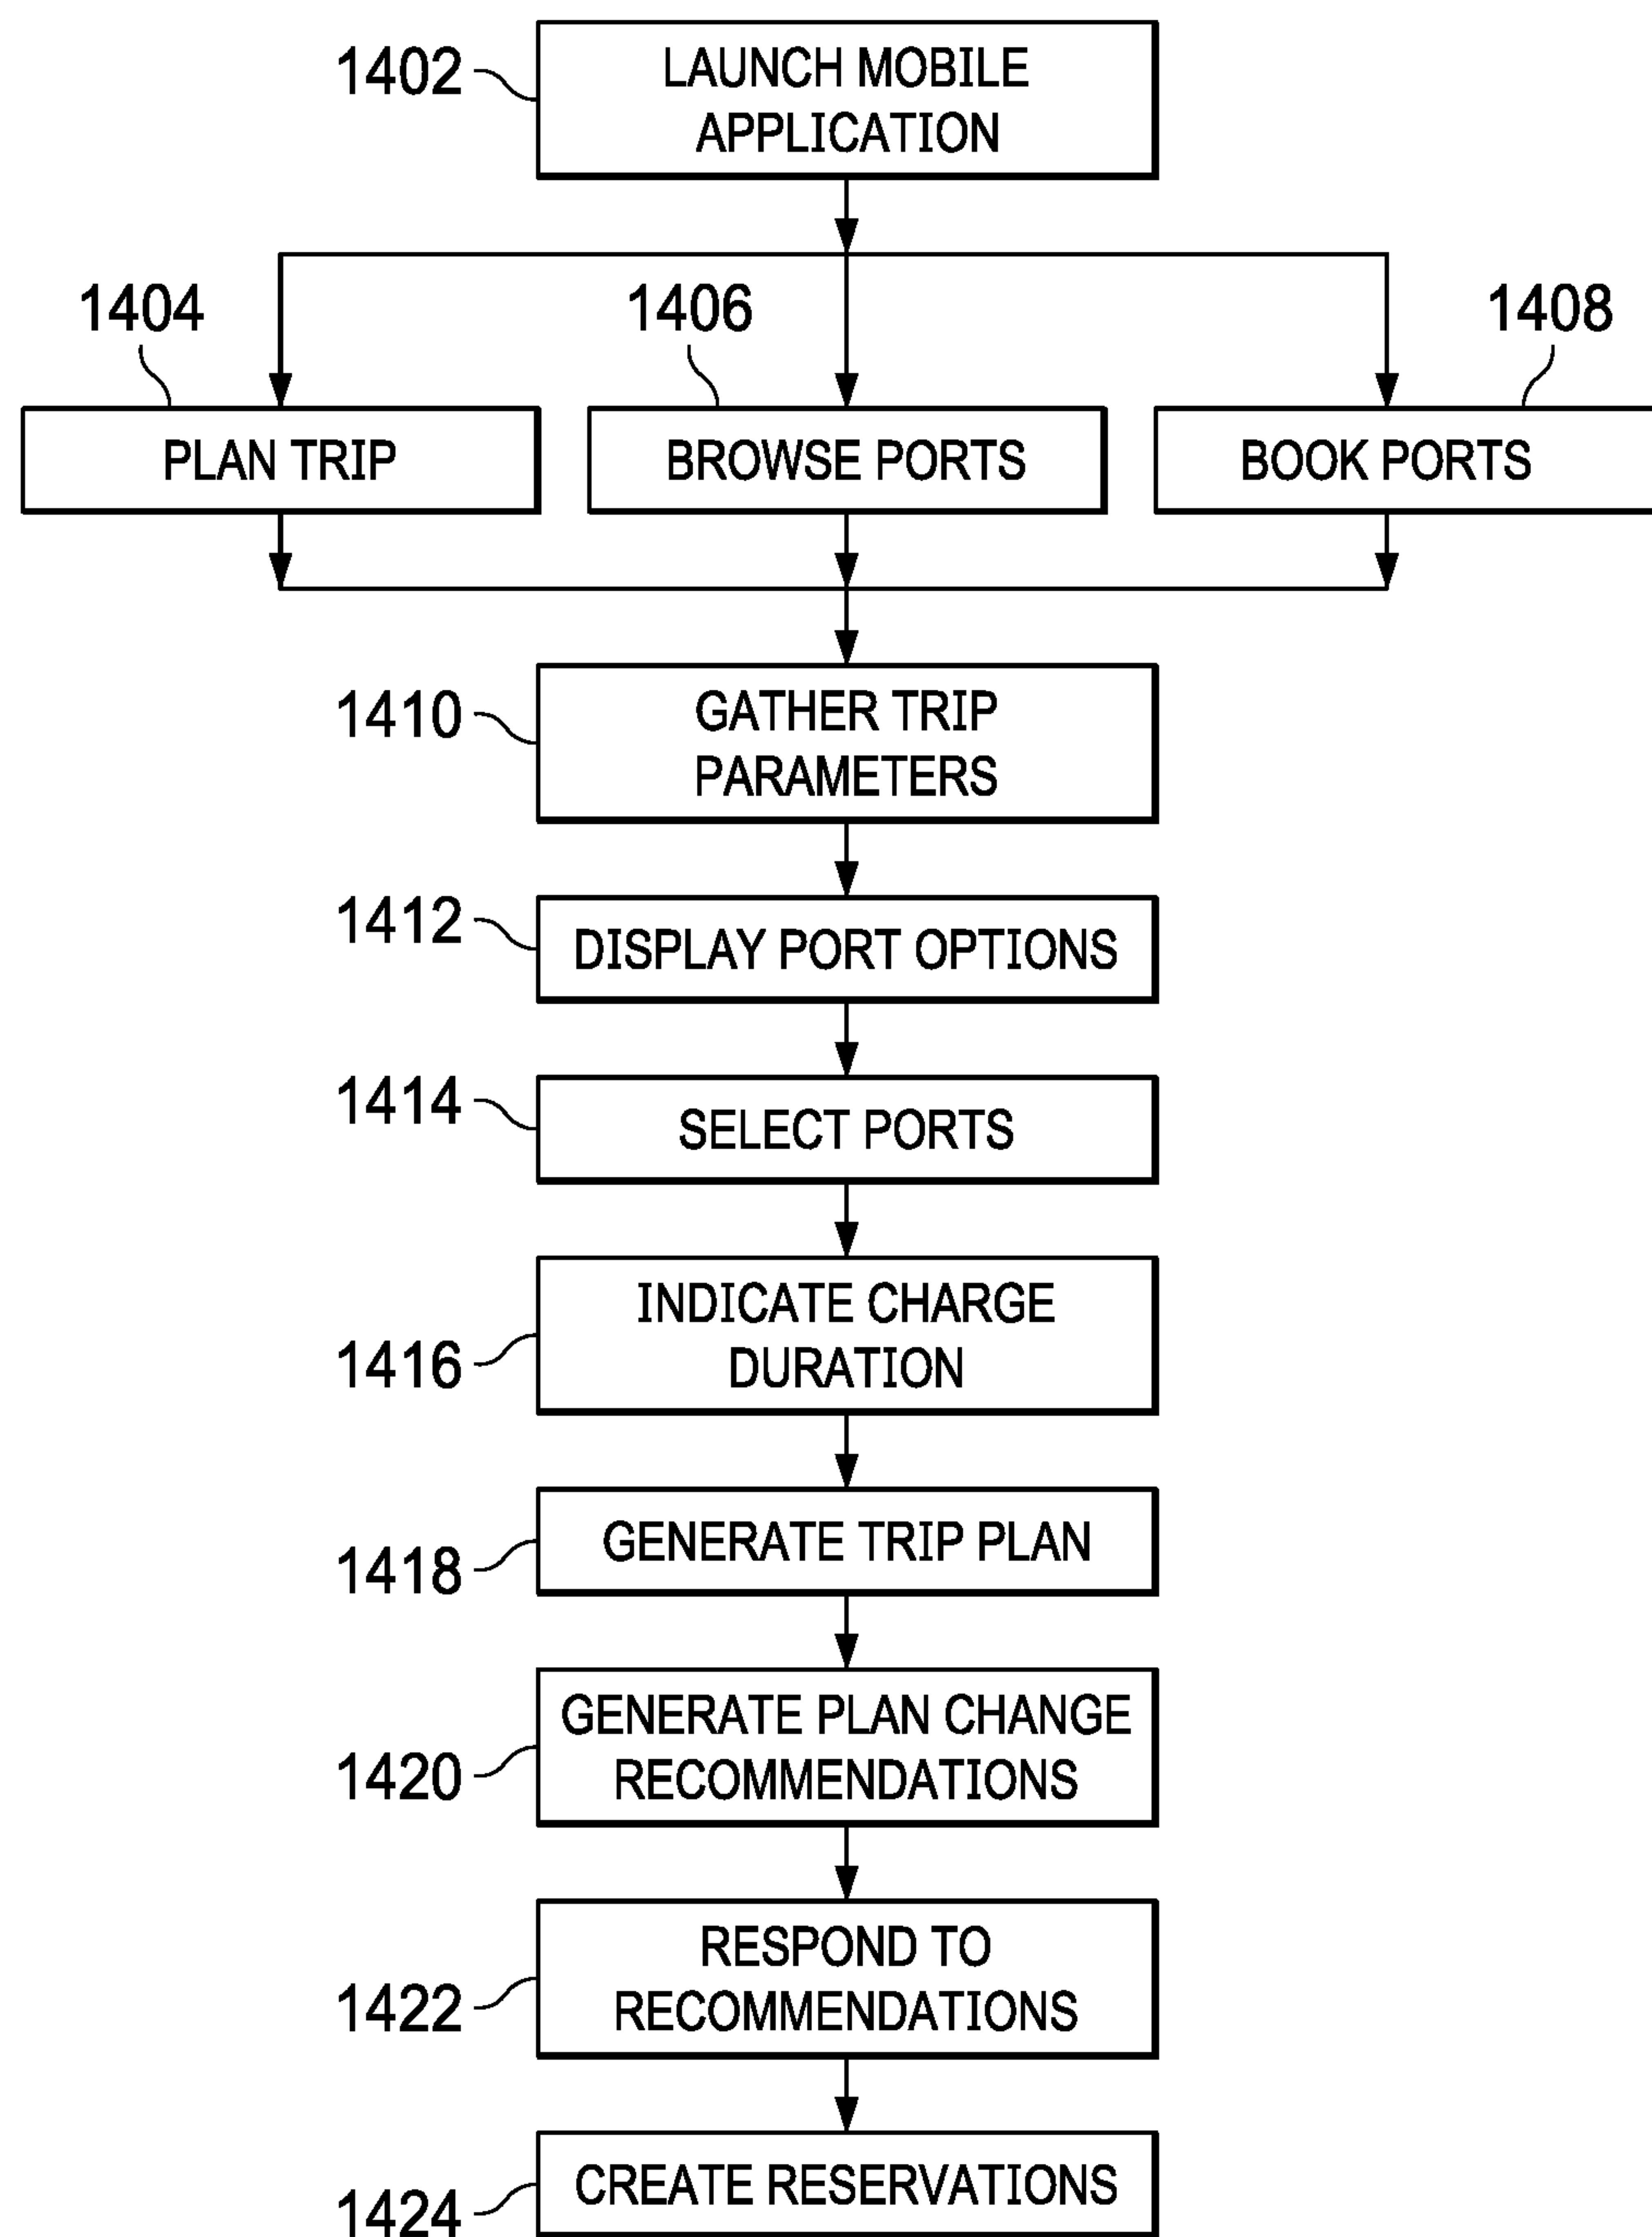 1402
LAUNCH MOBILE
APPLICATION
1404
1406
1408
PLAN TRIP
BROWSE PORTS
BOOK PORTS
1410
GATHER TRIP
PARAMETERS
1412
DISPLAY PORT OPTIONS
1414
SELECT PORTS
1416
INDICATE CHARGE
DURATION
1418
GENERATE TRIP PLAN
1420
GENERATE PLAN CHANGE
RECOMMENDATIONS
1422
RESPOND TO
RECOMMENDATIONS
1424
CREATE RESERVATIONS